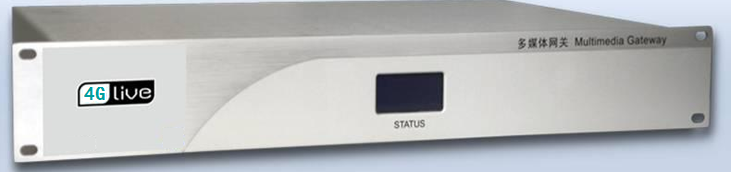 多媒体网关 Multimedia Gateway
4G live
STATUS